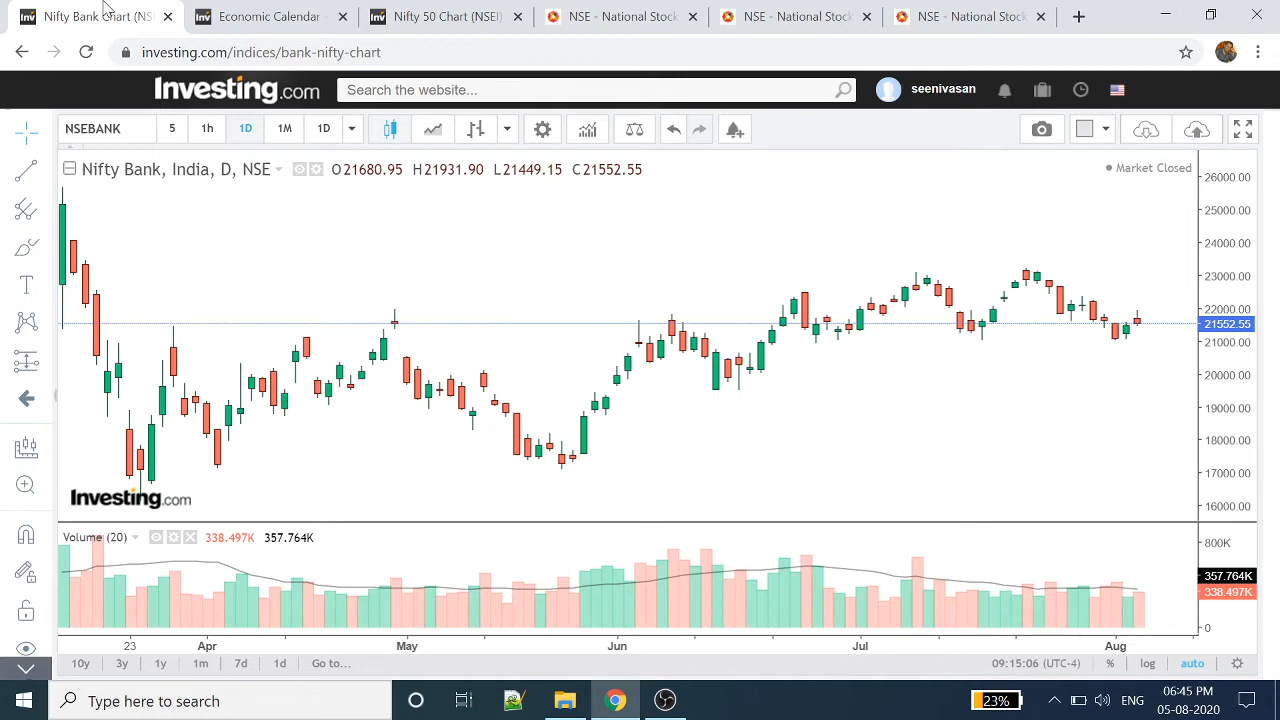 Nifty Bank Chart (NS
Economic Calendar -
Nifty 50 Chart (NSEI)
NSE - National Stock
NSE - National Stock
NSE - National Stock
investing.com/indices/bank-nifty-chart
Investing.com
Search the website...
seenivasan
NSEBANK
5
1h
1D
1M
1D
Nifty Bank, India, D, NSE
O21680.95 H21931.90 L21449.15 C21552.55
Market Closed
26000.00
25000.00
24000.00
23000.00
22000.00
21552.55
21000.00
20000.00
19000.00
18000.00
17000.00
16000.00
Investing.com
Volume (20)
338.497K 357.764K
800K
357.764K
338.497K
0
23 Apr May Jun Jul Aug
10y 3y 1y 1m 7d 1d Go to...
09:15:06 (UTC-4) % log auto
Type here to search
23%
ENG
06:45 PM
05-08-2020